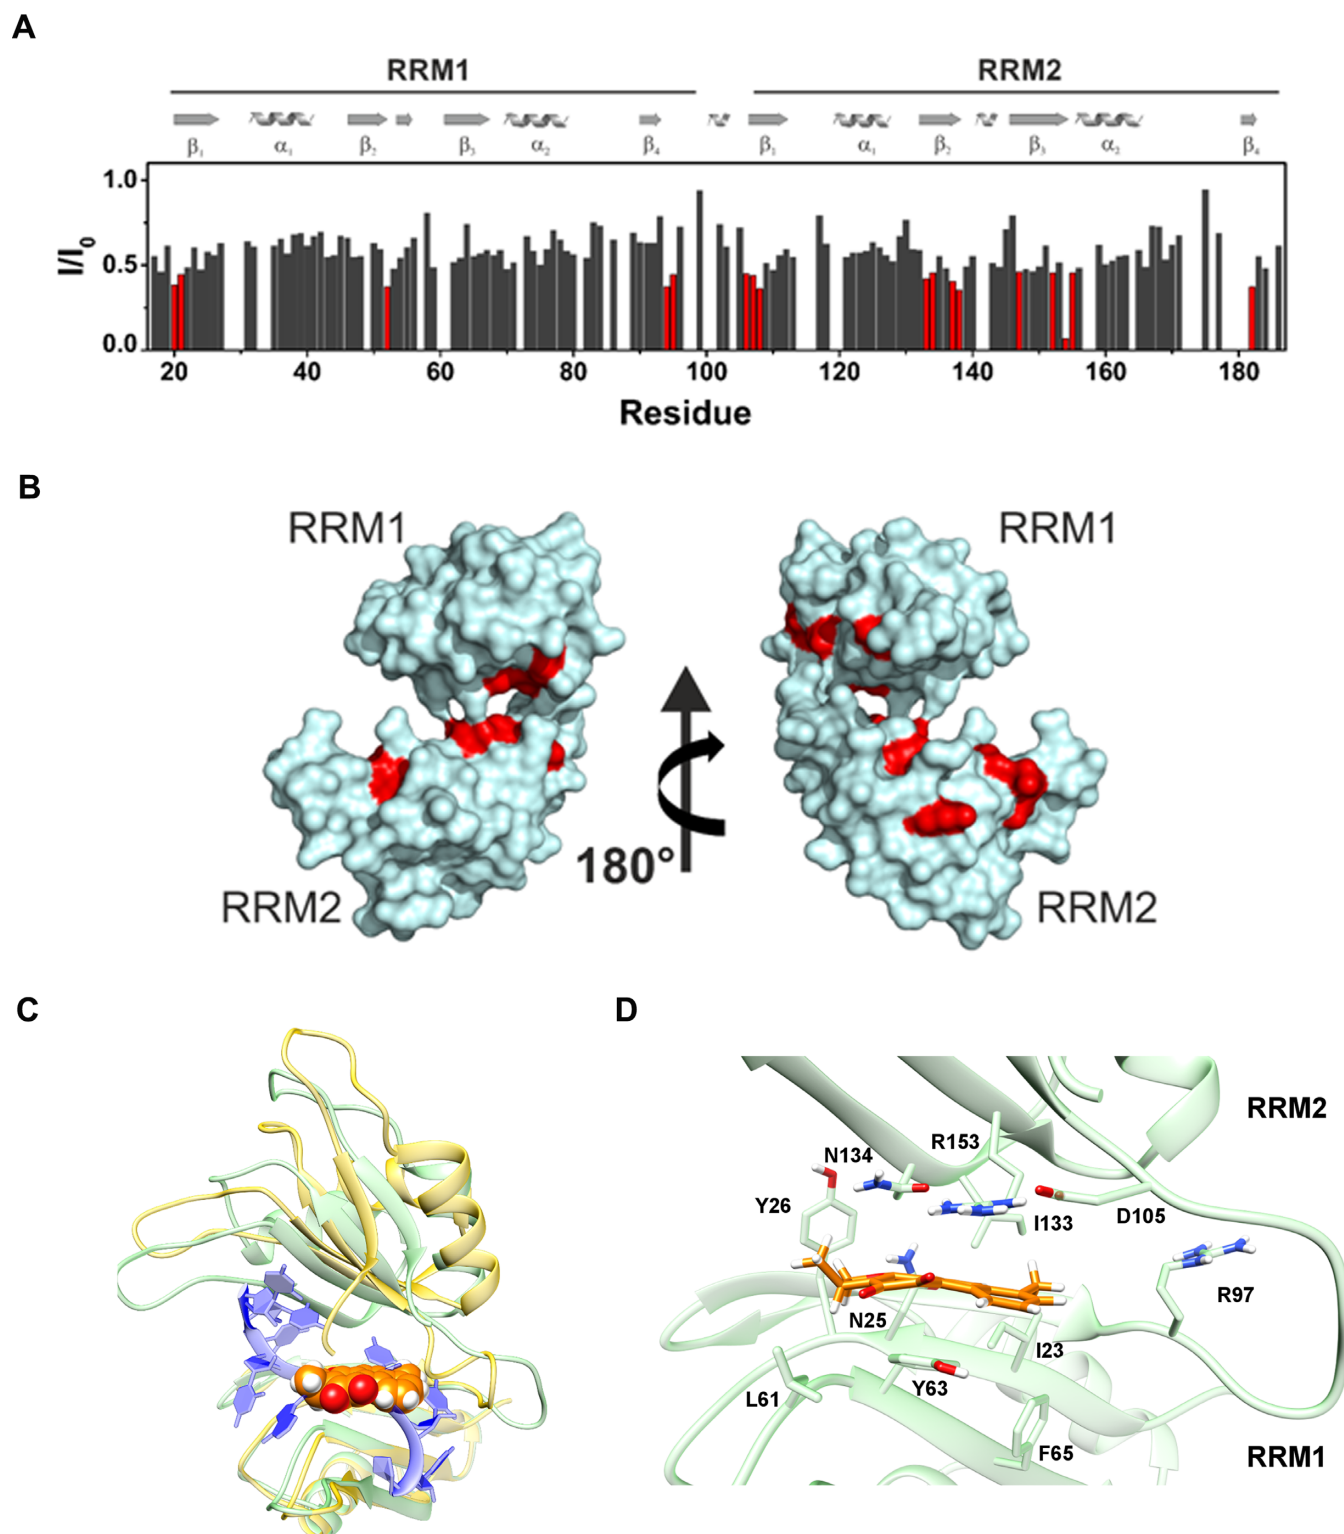 A
RRM1 RRM2
β₁ α₁ β₂ β₃ α₂ β₄ β₁ α₁ β₂ β₃ α₂ β₄
1.0
0.5
0.0
I/I₀
20 40 60 80 100 120 140 160 180
Residue
B
RRM1 RRM1
180°
RRM2 RRM2
C
D
RRM2
R153
N134
Y26
I133
D105
R97
N25
I23
Y63
L61
F65
RRM1